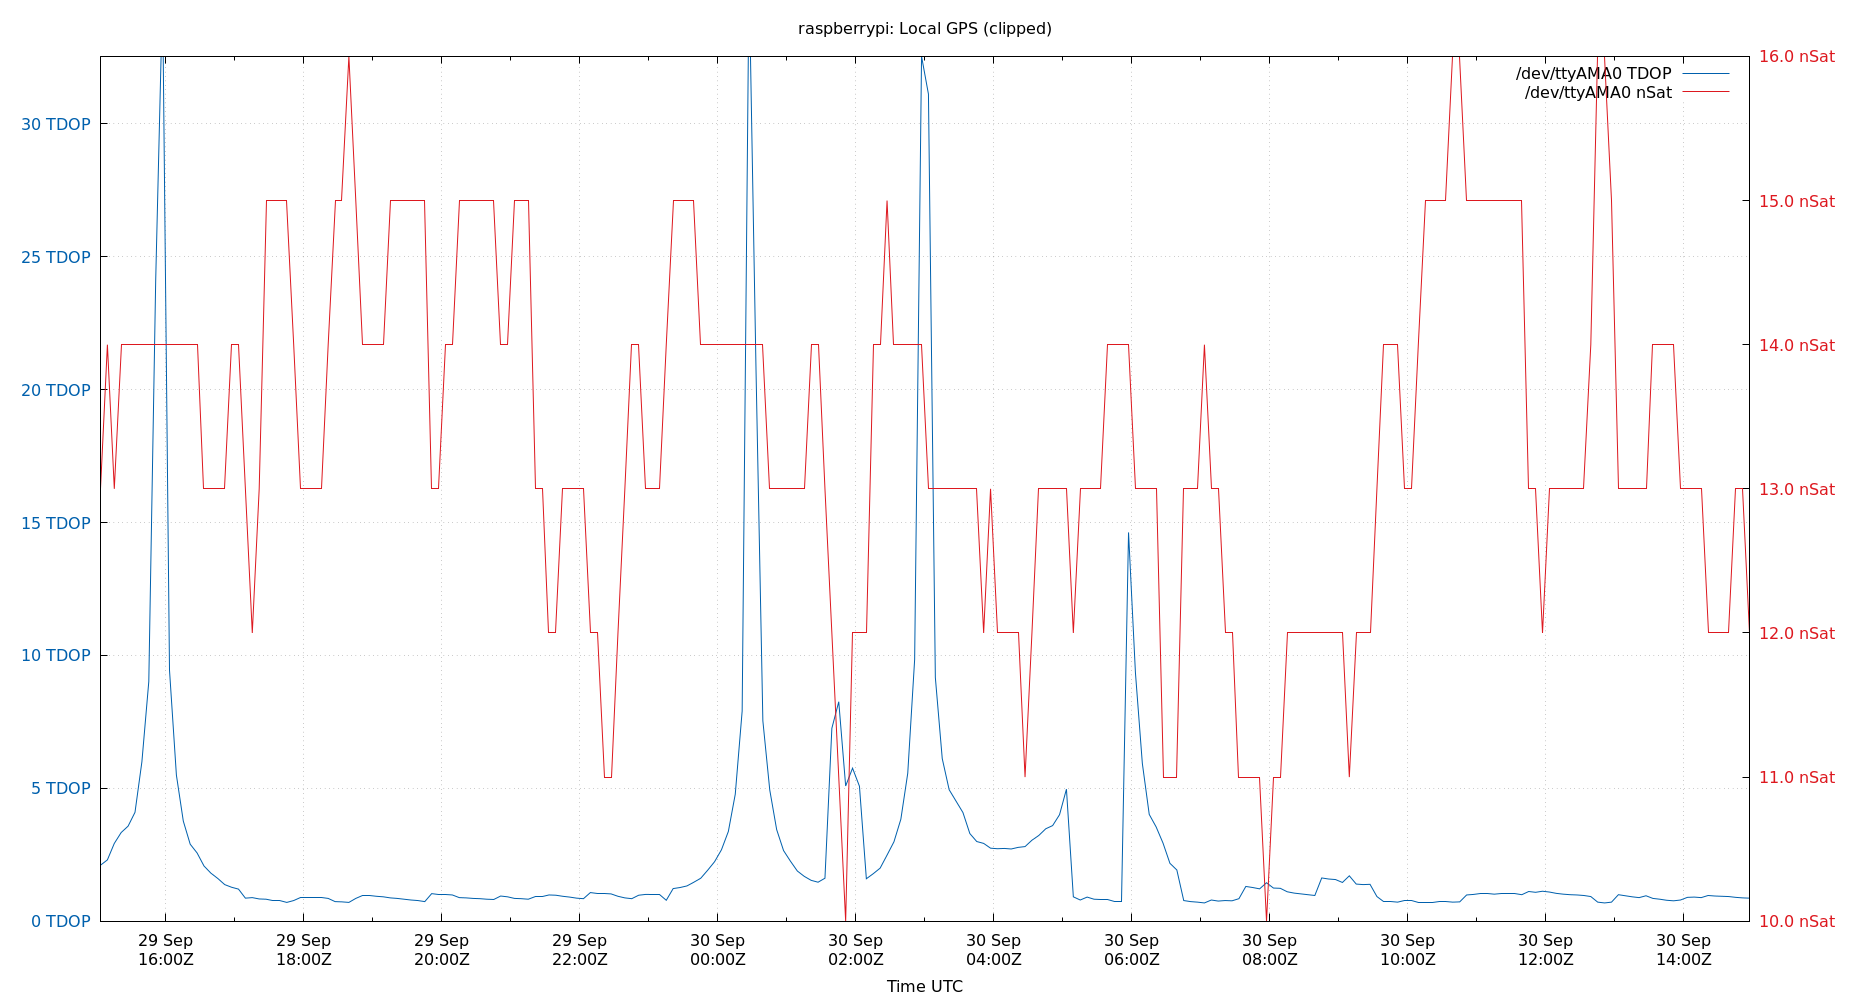 raspberrypi: Local GPS (clipped)
/dev/ttyAMA0 TDOP
/dev/ttyAMA0 nSat
30 TDOP
25 TDOP
20 TDOP
15 TDOP
10 TDOP
5 TDOP
0 TDOP
16.0 nSat
15.0 nSat
14.0 nSat
13.0 nSat
12.0 nSat
11.0 nSat
10.0 nSat
29 Sep
16:00Z
29 Sep
18:00Z
29 Sep
20:00Z
29 Sep
22:00Z
30 Sep
00:00Z
30 Sep
02:00Z
30 Sep
04:00Z
30 Sep
06:00Z
30 Sep
08:00Z
30 Sep
10:00Z
30 Sep
12:00Z
30 Sep
14:00Z
Time UTC